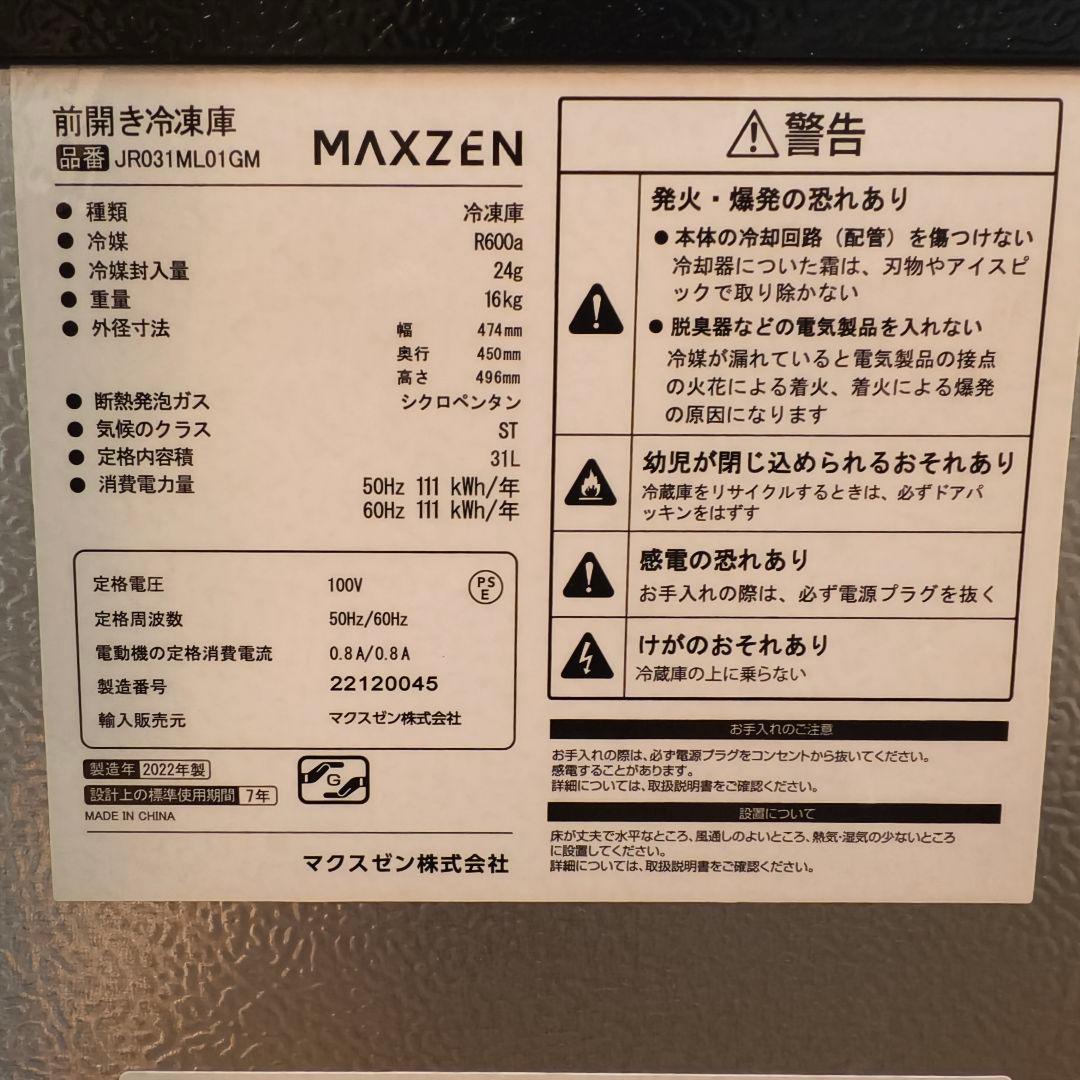 前開き冷凍庫
品番 JR031ML01GM
MAXZEN
● 種類 冷凍庫
● 冷媒 R600a
● 冷媒封入量 24g
● 重量 16kg
● 外径寸法 幅 474mm
奥行 450mm
高さ 496mm
● 断熱発泡ガス シクロペンタン
● 気候のクラス ST
● 定格内容積 31L
● 消費電力量 50Hz 111 kWh/年
60Hz 111 kWh/年
定格電圧 100V
PS
E
定格周波数 50Hz/60Hz
電動機の定格消費電流 0.8A/0.8A
製造番号 22120045
輸入販売元 マクスゼン株式会社
製造年 2022年製
設計上の標準使用期間 7年
G
MADE IN CHINA
マクスゼン株式会社
警告
発火・爆発の恐れあり
● 本体の冷却回路（配管）を傷つけない
冷却器についた霜は、刃物やアイスピ
ックで取り除かない
● 脱臭器などの電気製品を入れない
冷媒が漏れていると電気製品の接点
の火花による着火、着火による爆発
の原因になります
幼児が閉じ込められるおそれあり
冷蔵庫をリサイクルするときは、必ずドアパ
ッキンをはずす
感電の恐れあり
お手入れの際は、必ず電源プラグを抜く
けがのおそれあり
冷蔵庫の上に乗らない
お手入れのご注意
お手入れの際は、必ず電源プラグをコンセントから抜いてください。
感電することがあります。
詳細については、取扱説明書をご確認ください。
設置について
床が丈夫で水平なところ、風通しのよいところ、熱気・湿気の少ないところ
に設置してください。
詳細については、取扱説明書をご確認ください。